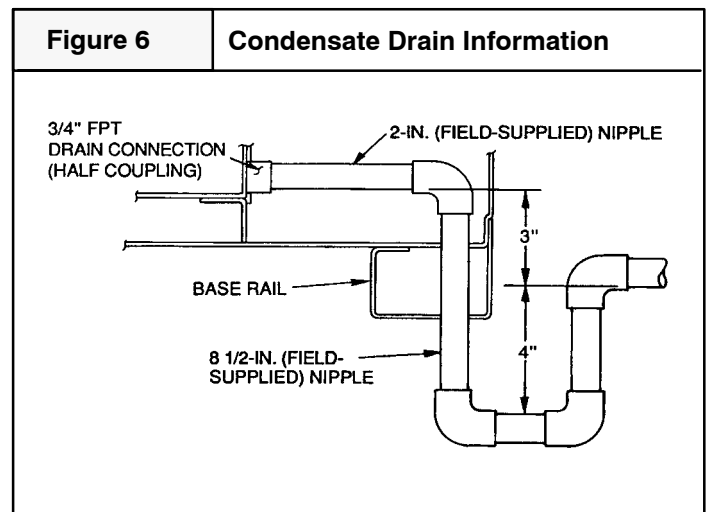 Figure 6
Condensate Drain Information
3/4" FPT
DRAIN CONNECTION
(HALF COUPLING)
2-IN. (FIELD-SUPPLIED) NIPPLE
3"
BASE RAIL
4"
8 1/2-IN. (FIELD-
SUPPLIED) NIPPLE